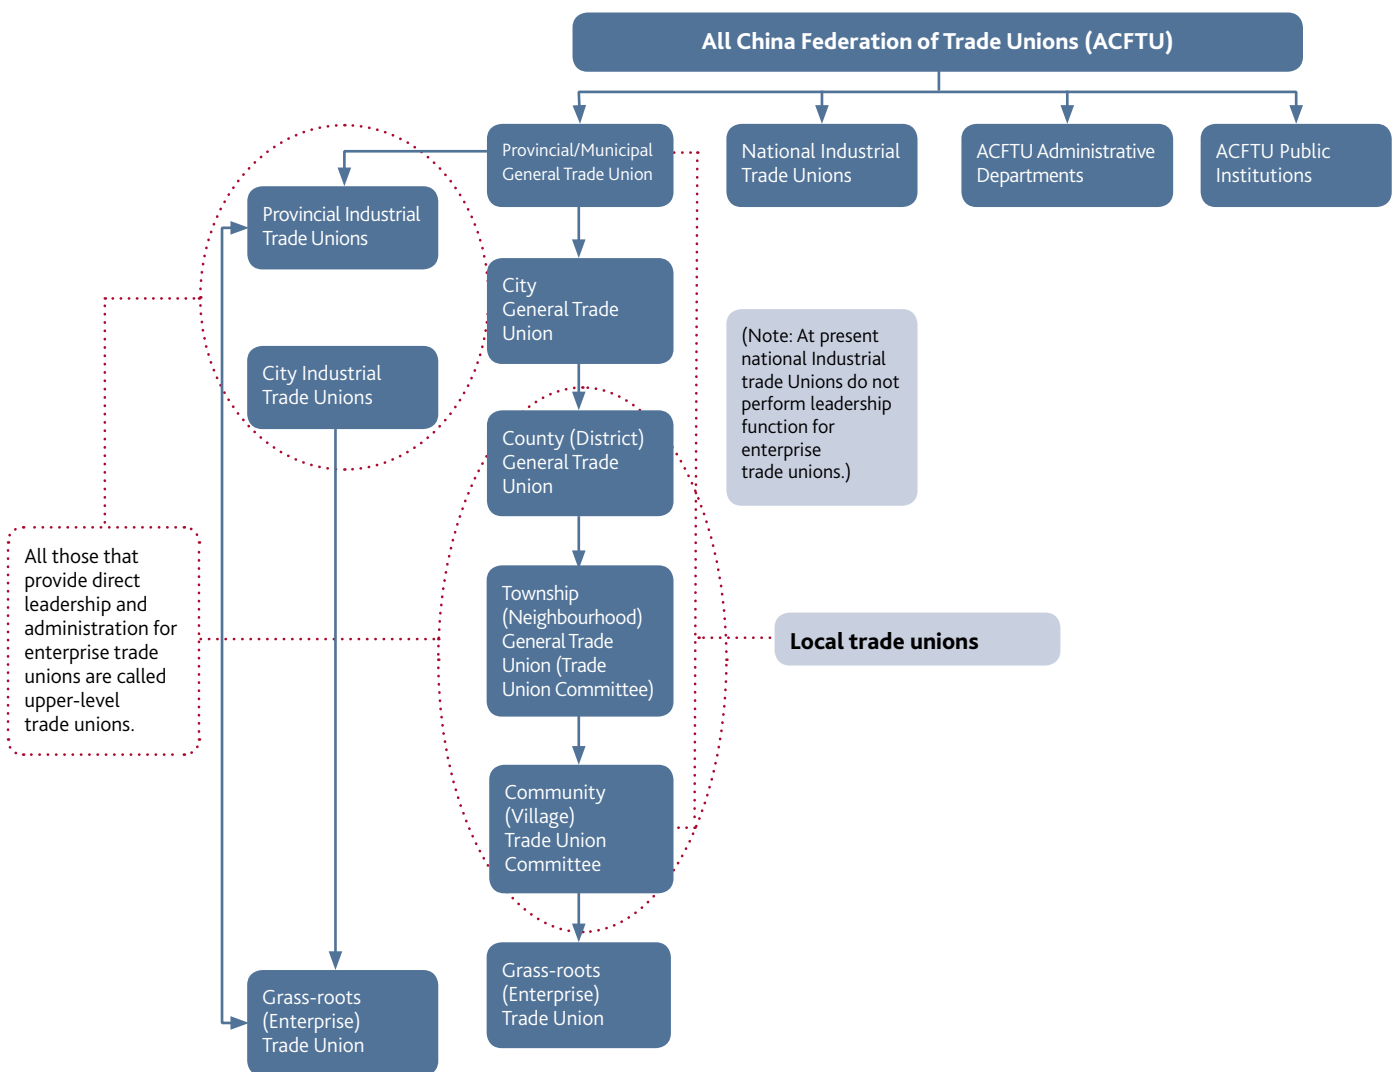 All China Federation of Trade Unions (ACFTU)
Provincial/Municipal
General Trade Union
National Industrial
Trade Unions
ACFTU Administrative
Departments
ACFTU Public
Institutions
Provincial Industrial
Trade Unions
City
General Trade
Union
(Note: At present
national Industrial
trade Unions do not
perform leadership
function for
enterprise
trade unions.)
City Industrial
Trade Unions
County (District)
General Trade
Union
All those that
provide direct
leadership and
administration for
enterprise trade
unions are called
upper-level
trade unions.
Township
(Neighbourhood)
General Trade
Union (Trade
Union Committee)
Local trade unions
Community
(Village)
Trade Union
Committee
Grass-roots
(Enterprise)
Trade Union
Grass-roots
(Enterprise)
Trade Union